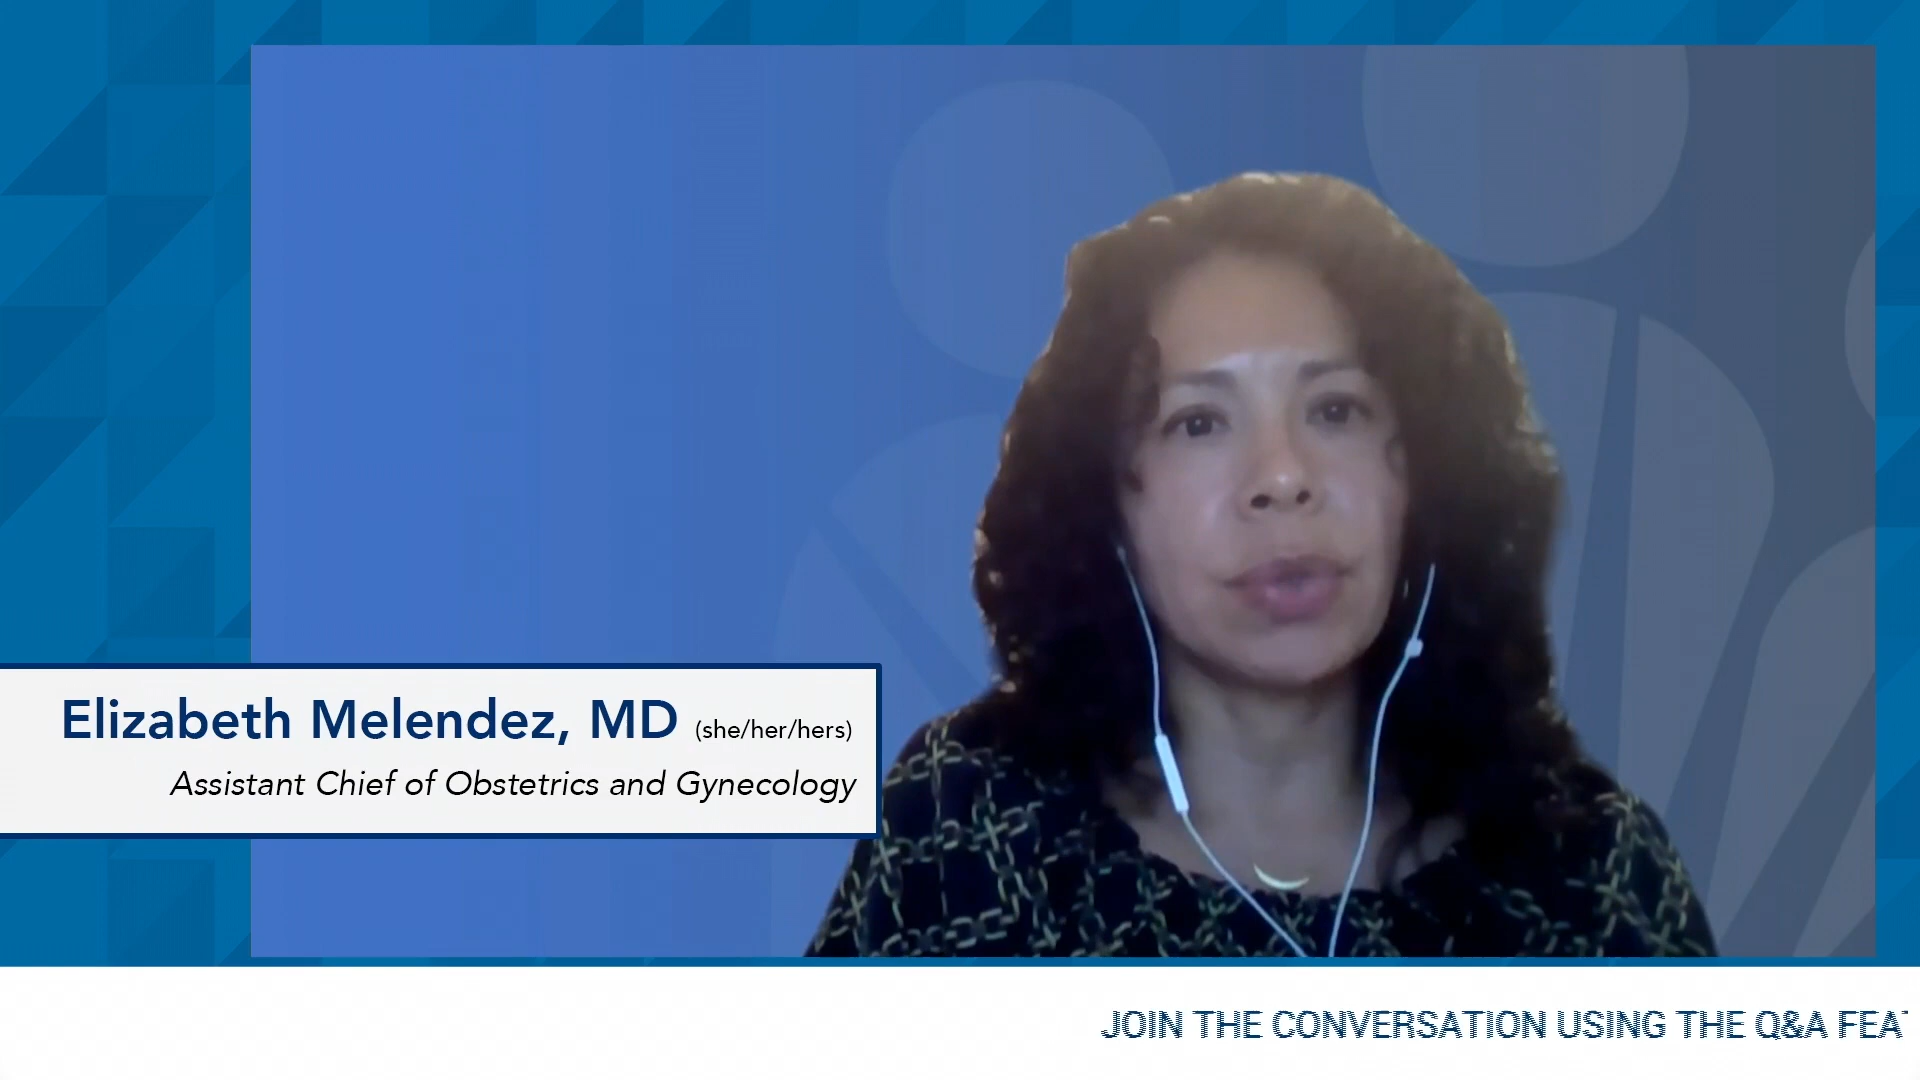 Elizabeth Melendez, MD (she/her/hers)
Assistant Chief of Obstetrics and Gynecology
JOIN THE CONVERSATION USING THE Q&A